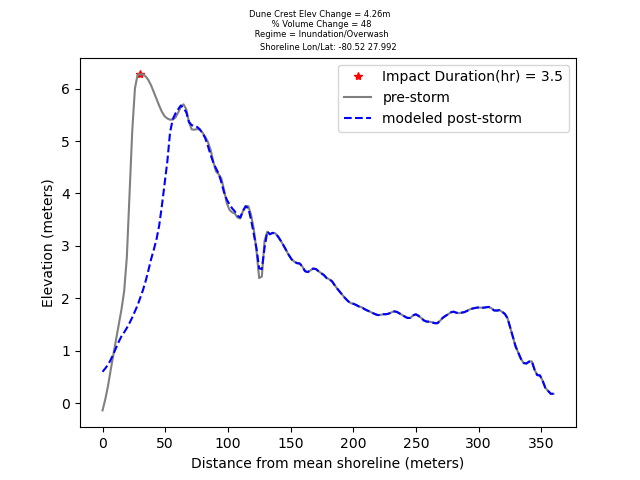 Dune Crest Elev Change = 4.26m
% Volume Change = 48
Regime = Inundation/Overwash
Shoreline Lon/Lat: -80.52 27.992
Impact Duration(hr) = 3.5
pre-storm
modeled post-storm
Elevation (meters)
6
5
4
3
2
1
0
0 50 100 150 200 250 300 350
Distance from mean shoreline (meters)